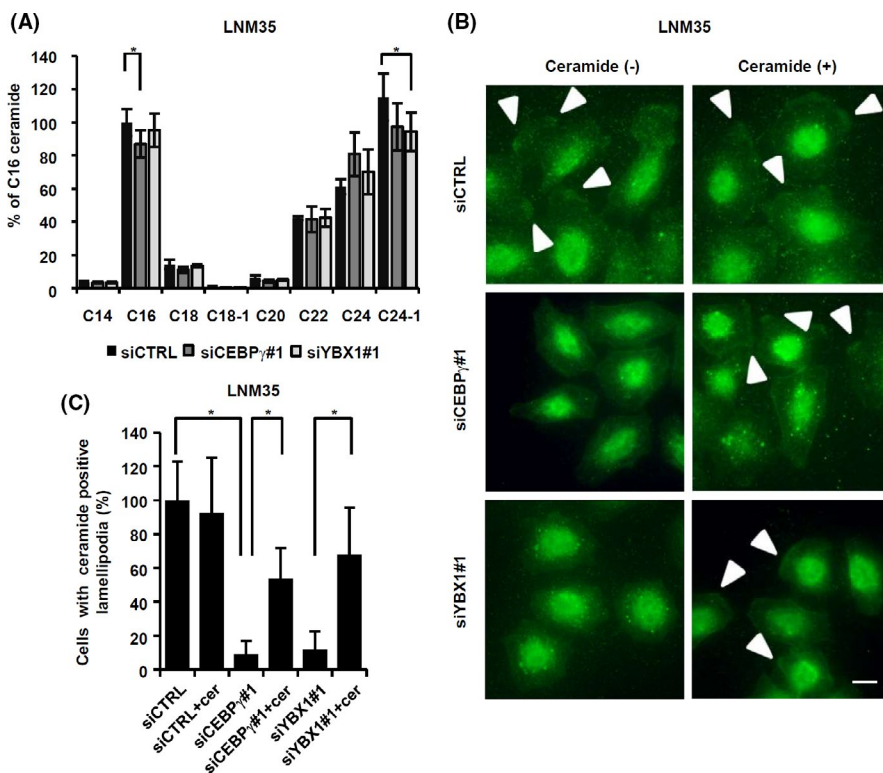 (A)
LNM35
% of C16 ceramide
140
120
100
80
60
40
20
0
*
*
C14 C16 C18 C18-1 C20 C22 C24 C24-1
siCTRL siCEBPγ#1 siYBX1#1
(B)
LNM35
Ceramide (-) Ceramide (+)
siCTRL
siCEBPγ#1
siYBX1#1
(C)
LNM35
Cells with ceramide positive
lamellipodia (%)
140
120
100
80
60
40
20
0
*
*
*
siCTRL
siCTRL+cer
siCEBPγ#1
siCEBPγ#1+cer
siYBX1#1
siYBX1#1+cer